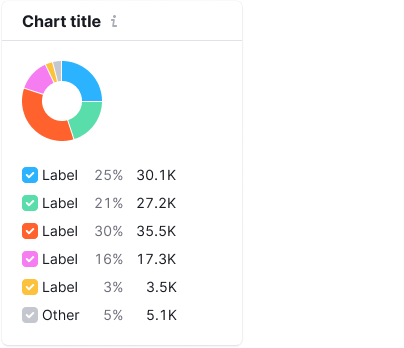 Chart title
Label 25% 30.1K
Label 21% 27.2K
Label 30% 35.5K
Label 16% 17.3K
Label 3% 3.5K
Other 5% 5.1K